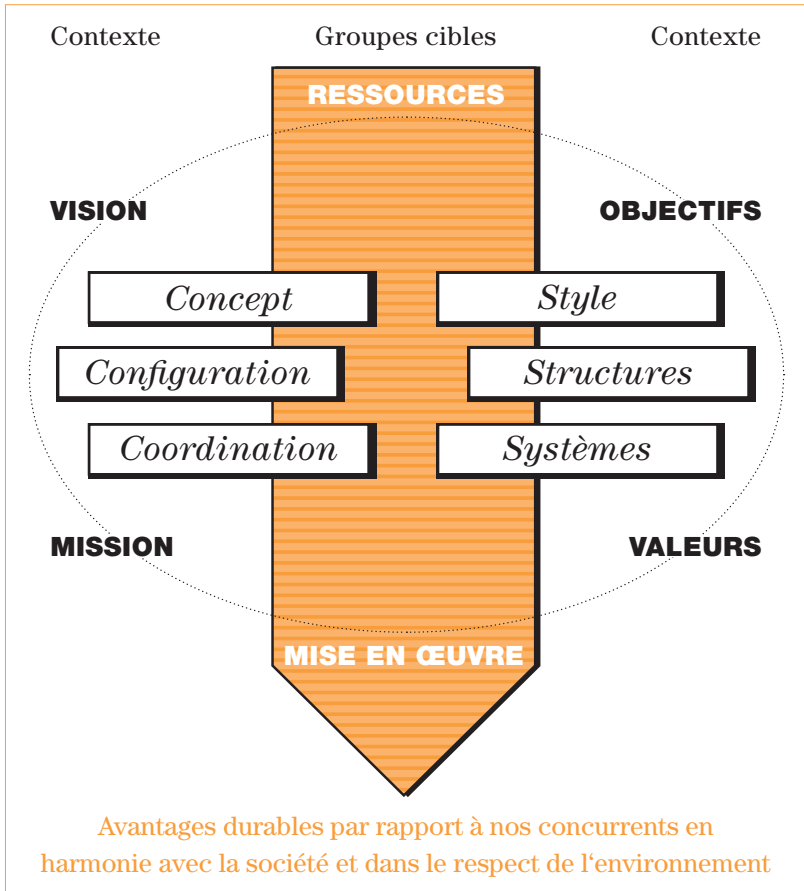 Contexte Groupes cibles Contexte
RESSOURCES
VISION OBJECTIFS
Concept Style
Configuration Structures
Coordination Systèmes
MISSION VALEURS
MISE EN ŒUVRE
Avantages durables par rapport à nos concurrents en
harmonie avec la société et dans le respect de l‘environnement